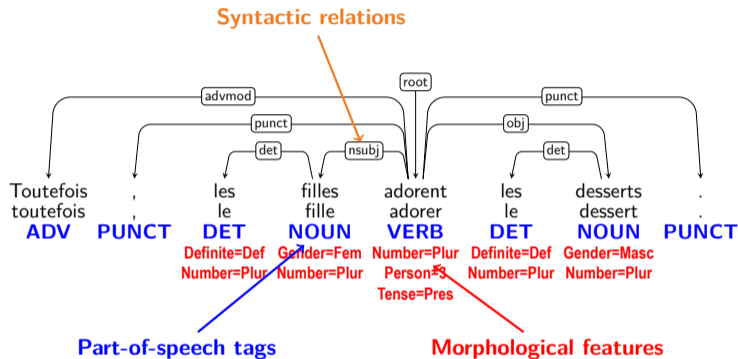 Syntactic relations
root
advmod punct
punct obj
det nsubj det
Toutefois , les filles adorent les desserts .
toutefois , le fille adorer le dessert .
ADV PUNCT DET NOUN VERB DET NOUN PUNCT
Definite=Def Gender=Fem Number=Plur Definite=Def Gender=Masc
Number=Plur Number=Plur Person=3 Number=Plur Number=Plur
Tense=Pres
Part-of-speech tags Morphological features